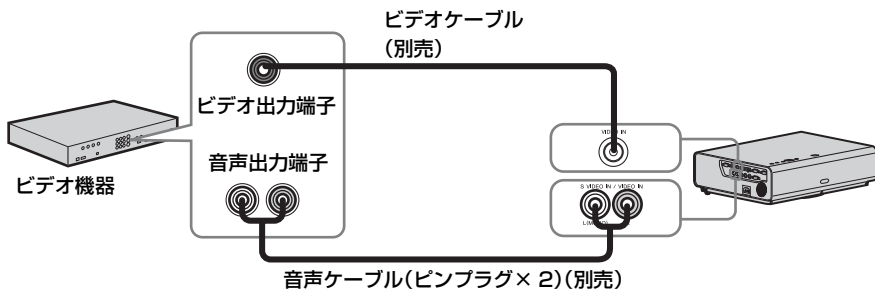 ビデオケーブル
（別売）
ビデオ出力端子
音声出力端子
ビデオ機器
VIDEO IN
S VIDEO IN / VIDEO IN
音声ケーブル（ピンプラグ× 2）（別売）